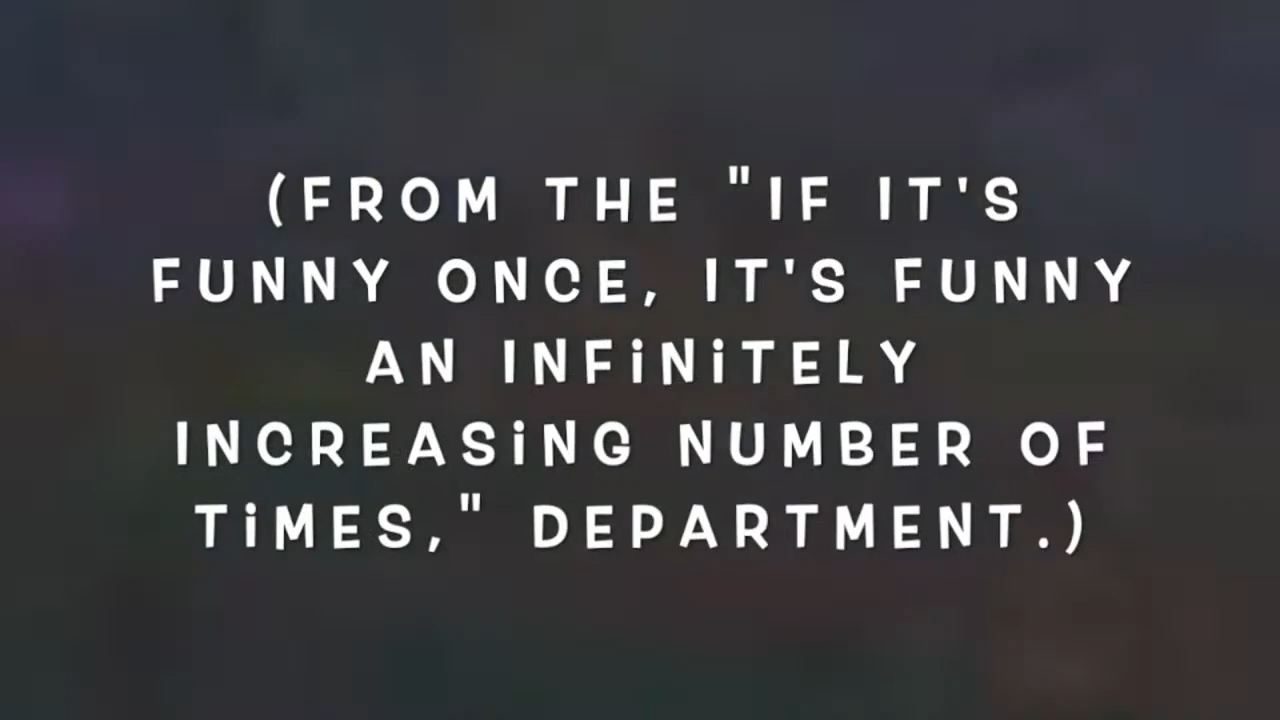 (FROM THE "IF IT'S
FUNNY ONCE, IT'S FUNNY
AN INFiNiTELY
INCREASiNG NUMBER OF
TiMES," DEPARTMENT.)